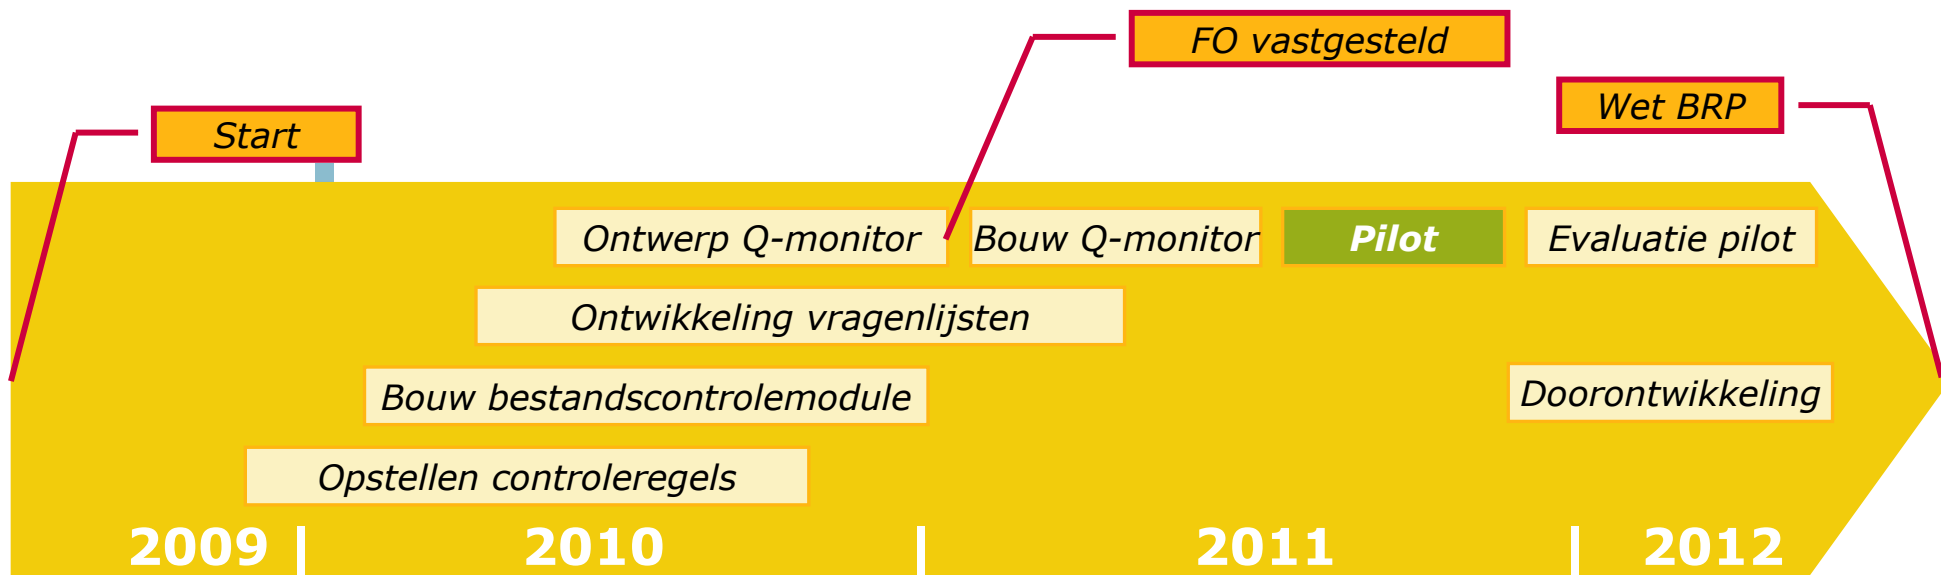 FO vastgesteld
Wet BRP
Start
Ontwerp Q-monitor
Bouw Q-monitor
Pilot
Evaluatie pilot
Ontwikkeling vragenlijsten
Bouw bestandscontrolemodule
Doorontwikkeling
Opstellen controleregels
2009
2010
2011
2012